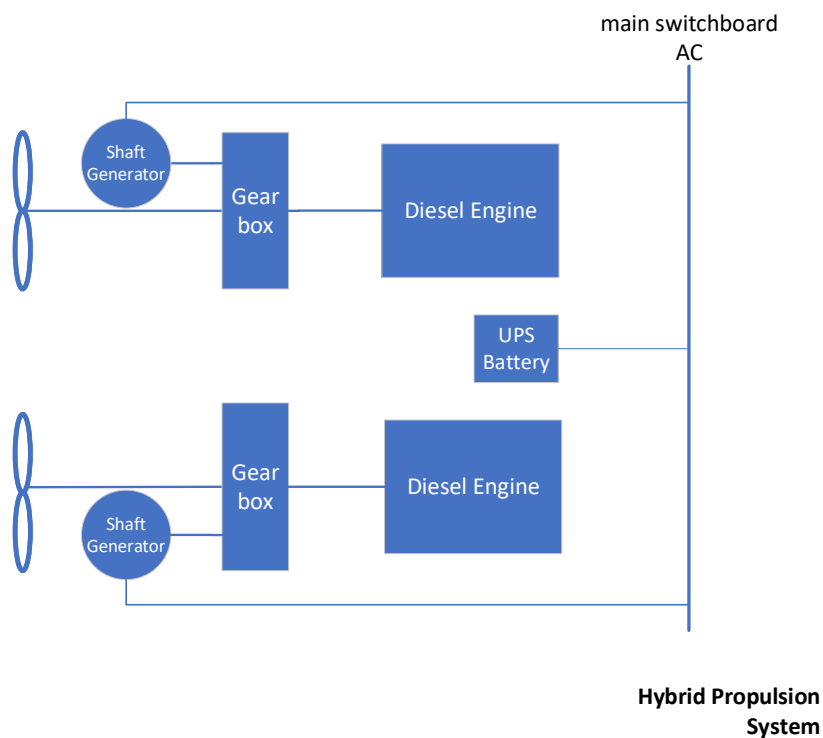 main switchboard
AC
Shaft
Generator
Gear
box
Diesel Engine
UPS
Battery
Gear
box
Diesel Engine
Shaft
Generator
Hybrid Propulsion
System